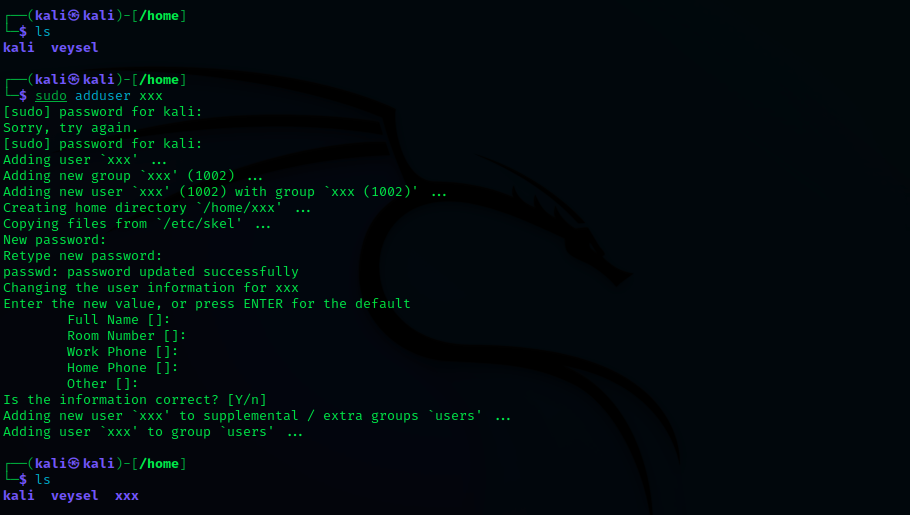 ┌──(kali㉿kali)-[/home]
└─$ ls
kali  veysel
┌──(kali㉿kali)-[/home]
└─$ sudo adduser xxx
[sudo] password for kali:
Sorry, try again.
[sudo] password for kali:
Adding user `xxx' ...
Adding new group `xxx' (1002) ...
Adding new user `xxx' (1002) with group `xxx (1002)' ...
Creating home directory `/home/xxx' ...
Copying files from `/etc/skel' ...
New password:
Retype new password:
passwd: password updated successfully
Changing the user information for xxx
Enter the new value, or press ENTER for the default
        Full Name []:
        Room Number []:
        Work Phone []:
        Home Phone []:
        Other []:
Is the information correct? [Y/n]
Adding new user `xxx' to supplemental / extra groups `users' ...
Adding user `xxx' to group `users' ...
┌──(kali㉿kali)-[/home]
└─$ ls
kali  veysel  xxx